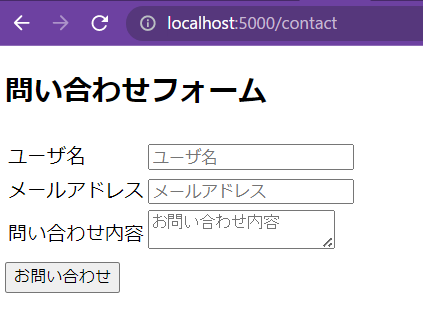 localhost:5000/contact
問い合わせフォーム
ユーザ名 ユーザ名
メールアドレス メールアドレス
問い合わせ内容 お問い合わせ内容
お問い合わせ